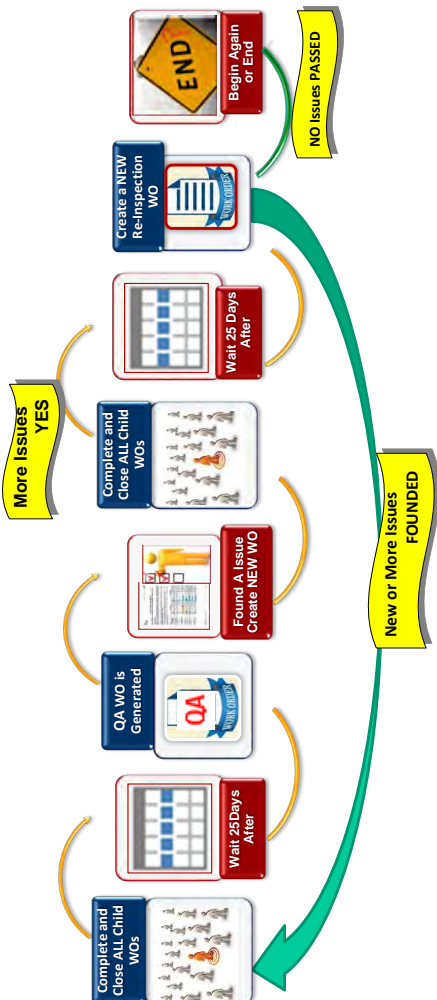 More Issues
YES
Complete and
Close ALL Child
WOs
Wait 25Days
After
QA WO is
Generated
QA
WORK ORDER
Found A Issue
Create NEW WO
Complete and
Close ALL Child
WOs
Wait 25 Days
After
Create a NEW
Re-Inspection
WO
WORK ORDER
END
Begin Again
or End
NO Issues PASSED
New or More Issues
FOUNDED